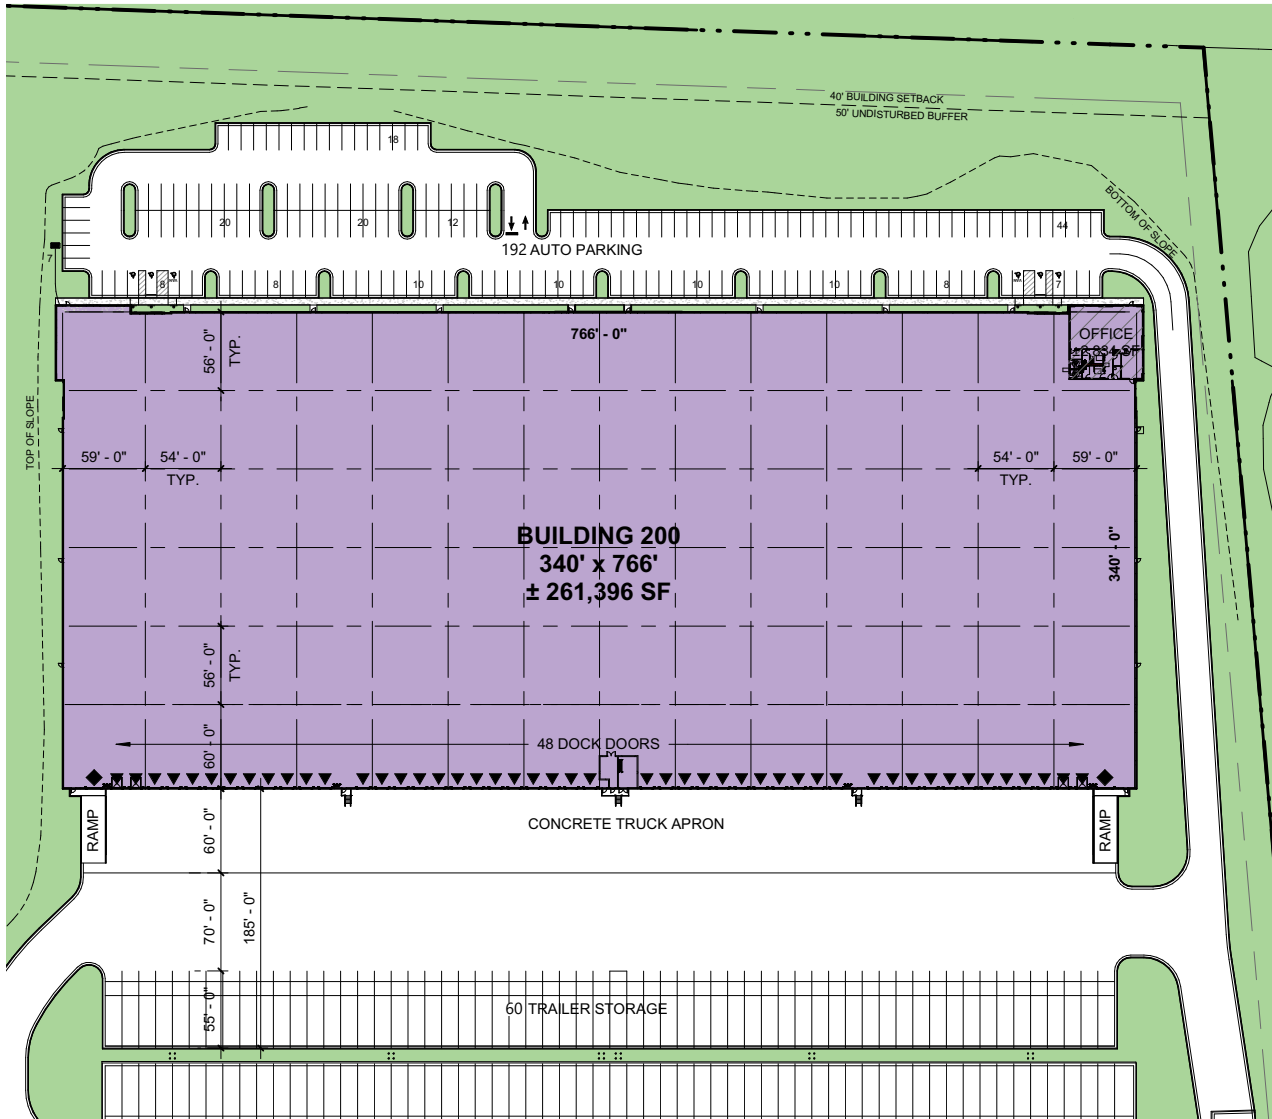 40' BUILDING SETBACK
50' UNDISTURBED BUFFER
18
BOTTOM OF SLOPE
20
20
12
44
192 AUTO PARKING
7
8
8
10
10
10
10
8
7
766' - 0"
OFFICE
56' - 0"
TYP.
TOP OF SLOPE
59' - 0"
54' - 0"
TYP.
54' - 0"
59' - 0"
TYP.
BUILDING 200
340' x 766'
± 261,396 SF
340' - 0"
56' - 0"
TYP.
60' - 0"
48 DOCK DOORS
RAMP
60' - 0"
CONCRETE TRUCK APRON
RAMP
70' - 0"
185' - 0"
55' - 0"
60 TRAILER STORAGE